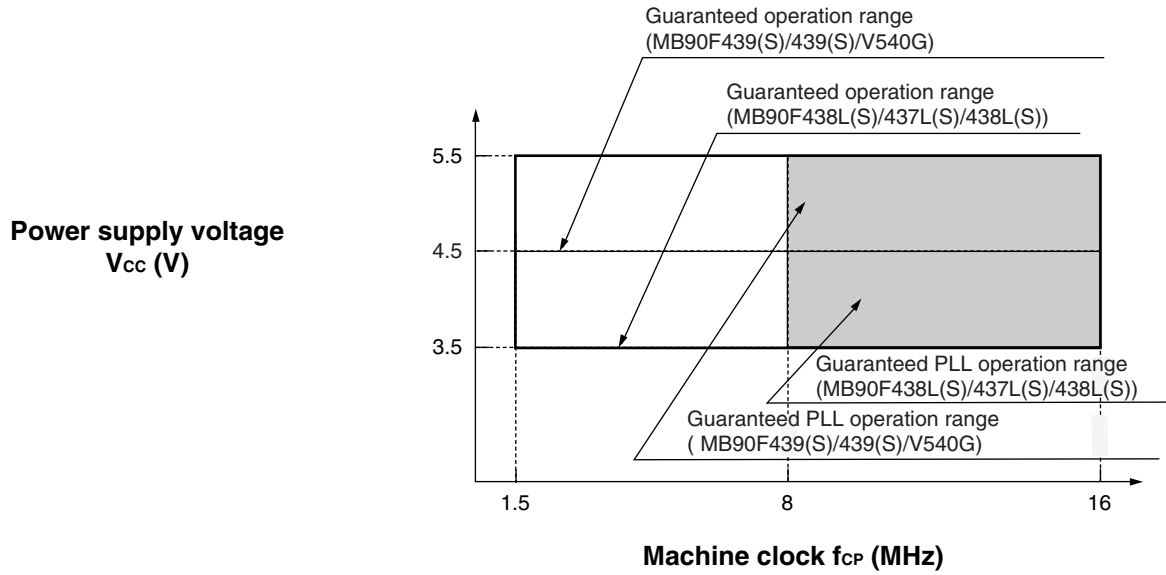 Guaranteed operation range
(MB90F439(S)/439(S)/V540G)
Guaranteed operation range
(MB90F438L(S)/437L(S)/438L(S))
5.5
Power supply voltage
VCC (V)
4.5
3.5
Guaranteed PLL operation range
(MB90F438L(S)/437L(S)/438L(S))
Guaranteed PLL operation range
( MB90F439(S)/439(S)/V540G)
1.5
8
16
Machine clock fCP (MHz)